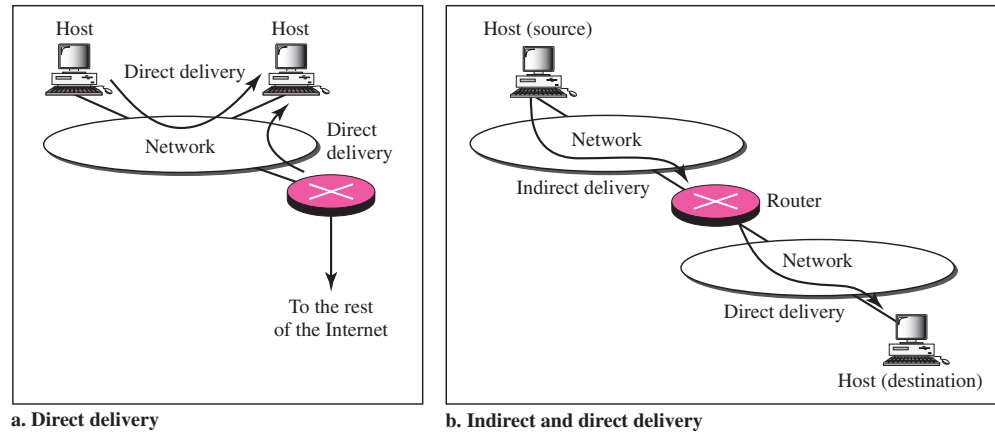 Host
Host
Direct delivery
Direct
delivery
Network
To the rest
of the Internet
a. Direct delivery
Host (source)
Network
Indirect delivery
Router
Network
Direct delivery
Host (destination)
b. Indirect and direct delivery